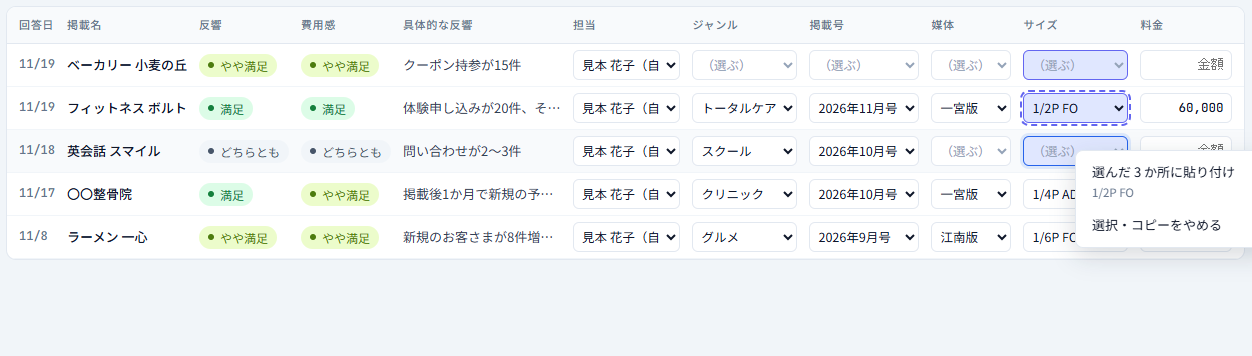 回答日 掲載名 反響 費用感 具体的な反響 担当 ジャンル 掲載号 媒体 サイズ 料金
11/19 ベーカリー 小麦の丘 やや満足 やや満足 クーポン持参が15件 見本 花子（自 （選ぶ） （選ぶ） （選ぶ） （選ぶ） 金額
11/19 フィットネス ボルト 満足 満足 体験申し込みが20件、そ… 見本 花子（自 トータルケア 2026年11月号 一宮版 1/2P FO 60,000
11/18 英会話 スマイル どちらとも どちらとも 問い合わせが2〜3件 見本 花子（自 スクール 2026年10月号 （選ぶ） （選ぶ） 金額
選んだ３か所に貼り付け
1/2P FO
11/17 〇〇整骨院 満足 やや満足 掲載後1か月で新規の予… 見本 花子（自 クリニック 2026年10月号 一宮版 1/4P AD
選択・コピーをやめる
11/8 ラーメン 一心 やや満足 やや満足 新規のお客さまが8件増… 見本 花子（自 グルメ 2026年9月号 江南版 1/6P FO